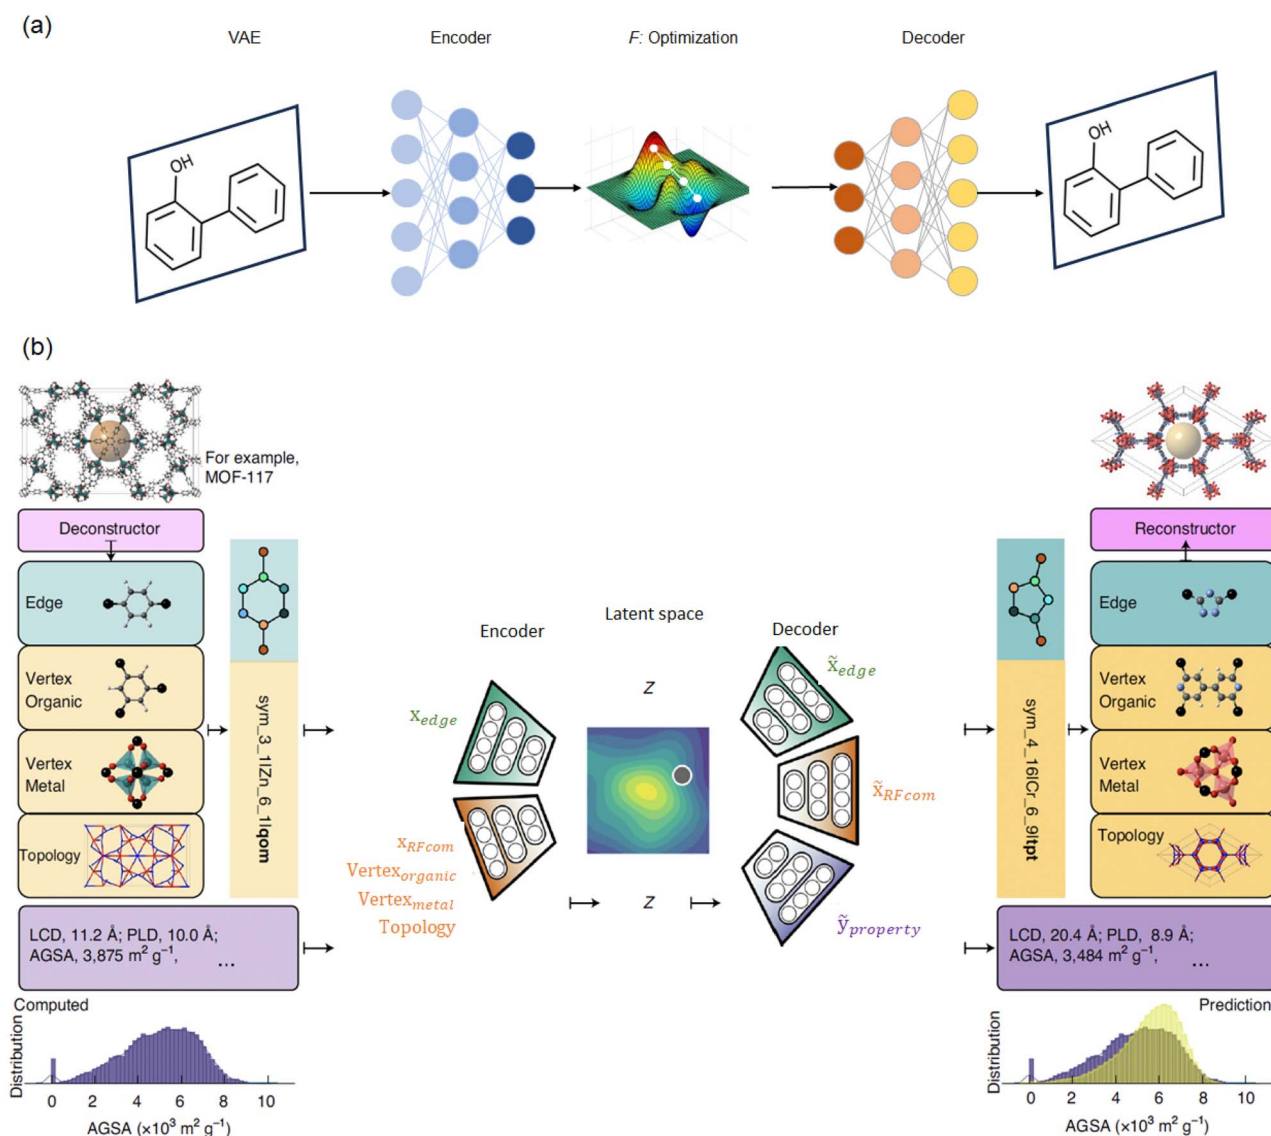 (a)
VAE
Encoder
F: Optimization
Decoder
OH
OH
(b)
For example,
MOF-117
Deconstructor
Edge
Vertex
Organic
Vertex
Metal
Topology
sym_3_1lZn_6_1lqom
LCD, 11.2 Å; PLD, 10.0 Å;
AGSA, 3,875 m² g⁻¹, ...
Computed
Distribution
0 2 4 6 8 10
AGSA (×10³ m² g⁻¹)
Encoder
x_edge
x_RFcom
Vertex_organic
Vertex_metal
Topology
Latent space
Z
Z
Decoder
x̃_edge
x̃_RFcom
ỹ_property
Reconstructor
Edge
Vertex
Organic
Vertex
Metal
Topology
sym_4_16lCr_6_9ltpt
LCD, 20.4 Å; PLD, 8.9 Å;
AGSA, 3,484 m² g⁻¹, ...
Prediction
Distribution
0 2 4 6 8 10
AGSA (×10³ m² g⁻¹)